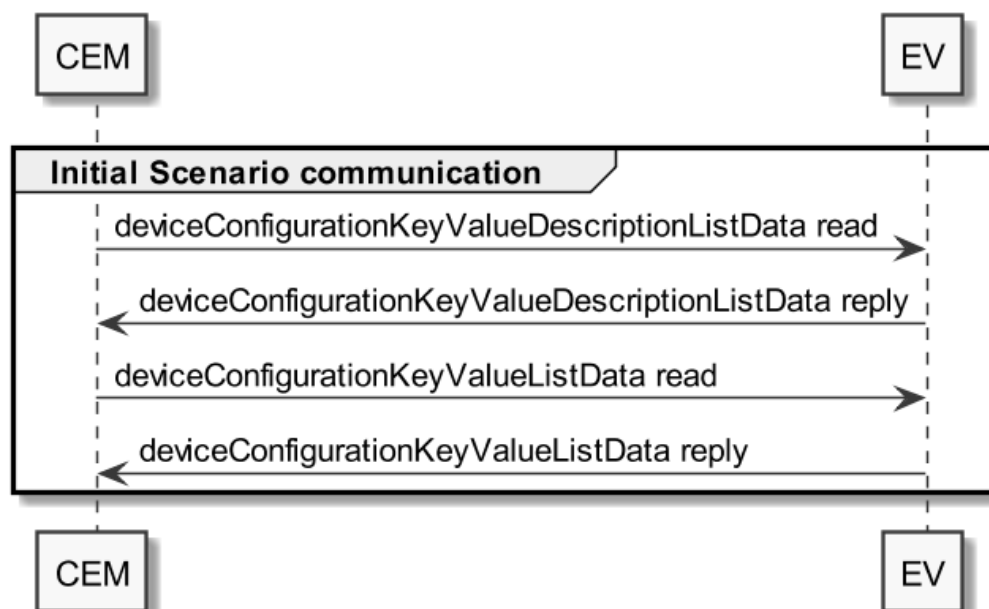 CEM EV
Initial Scenario communication
deviceConfigurationKeyValueDescriptionListData read
deviceConfigurationKeyValueDescriptionListData reply
deviceConfigurationKeyValueListData read
deviceConfigurationKeyValueListData reply
CEM EV